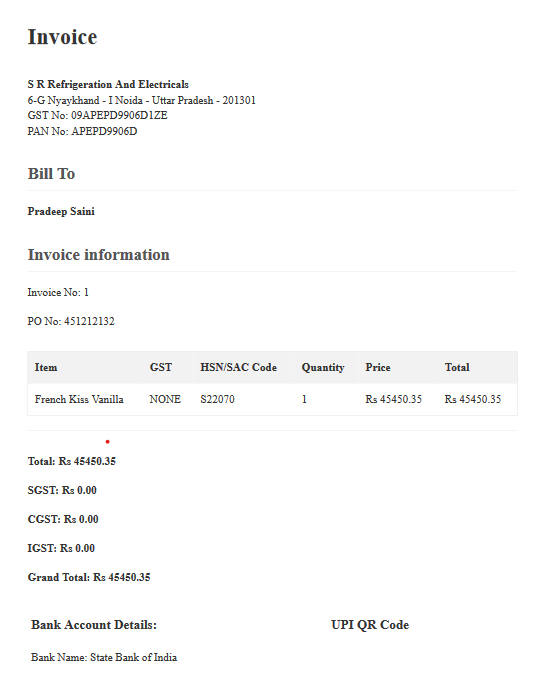 Invoice
S R Refrigeration And Electricals
6-G Nyaykhand - I Noida - Uttar Pradesh - 201301
GST No: 09APEPD9906D1ZE
PAN No: APEPD9906D
Bill To
Pradeep Saini
Invoice information
Invoice No: 1
PO No: 451212132
Item GST HSN/SAC Code Quantity Price Total
French Kiss Vanilla NONE S22070 1 Rs 45450.35 Rs 45450.35
Total: Rs 45450.35
SGST: Rs 0.00
CGST: Rs 0.00
IGST: Rs 0.00
Grand Total: Rs 45450.35
Bank Account Details: UPI QR Code
Bank Name: State Bank of India